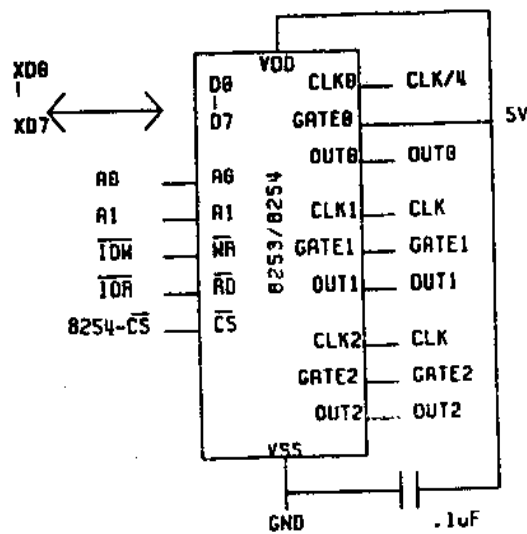 VDD
XD0
XD7
D0
D7
CLK0 CLK/4
GATE0
5V
OUT0 OUT0
A0 A0
A1 A1
CLK1 CLK
IOW WR
GATE1 GATE1
IOR RD
OUT1 OUT1
8254-CS CS
8253/8254
CLK2 CLK
GATE2 GATE2
OUT2 OUT2
VSS
GND
.1uF